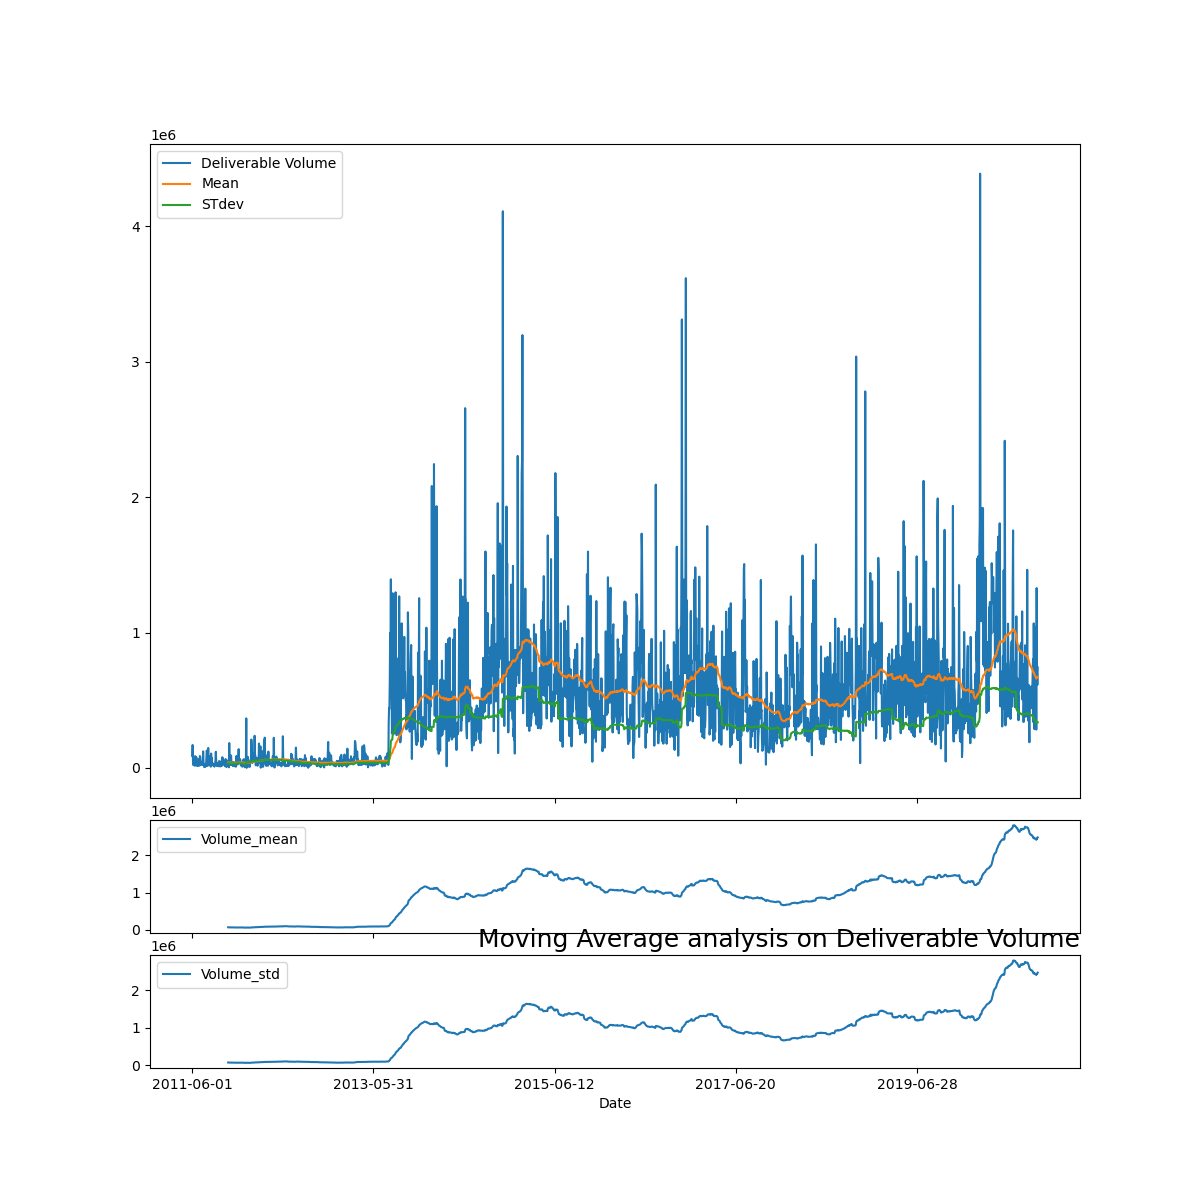 1e6
Deliverable Volume
Mean
STdev
4
3
2
1
0
1e6
Volume_mean
2
1
0
Moving Average analysis on Deliverable Volume
1e6
Volume_std
2
1
0
2011-06-01 2013-05-31 2015-06-12 2017-06-20 2019-06-28
Date